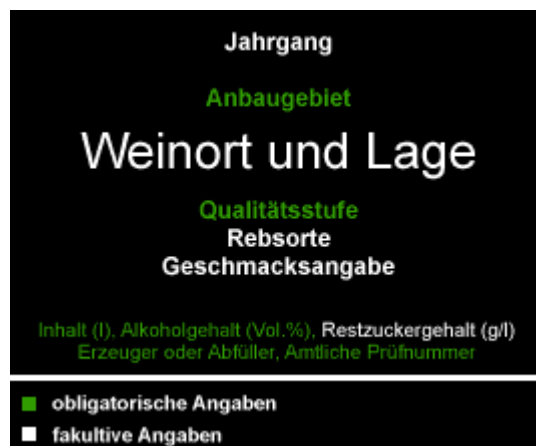 Jahrgang
Anbaugebiet
Weinort und Lage
Qualitätsstufe
Rebsorte
Geschmacksangabe
Inhalt (l), Alkoholgehalt (Vol.%), Restzuckergehalt (g/l)
Erzeuger oder Abfüller, Amtliche Prüfnummer
obligatorische Angaben
fakultive Angaben